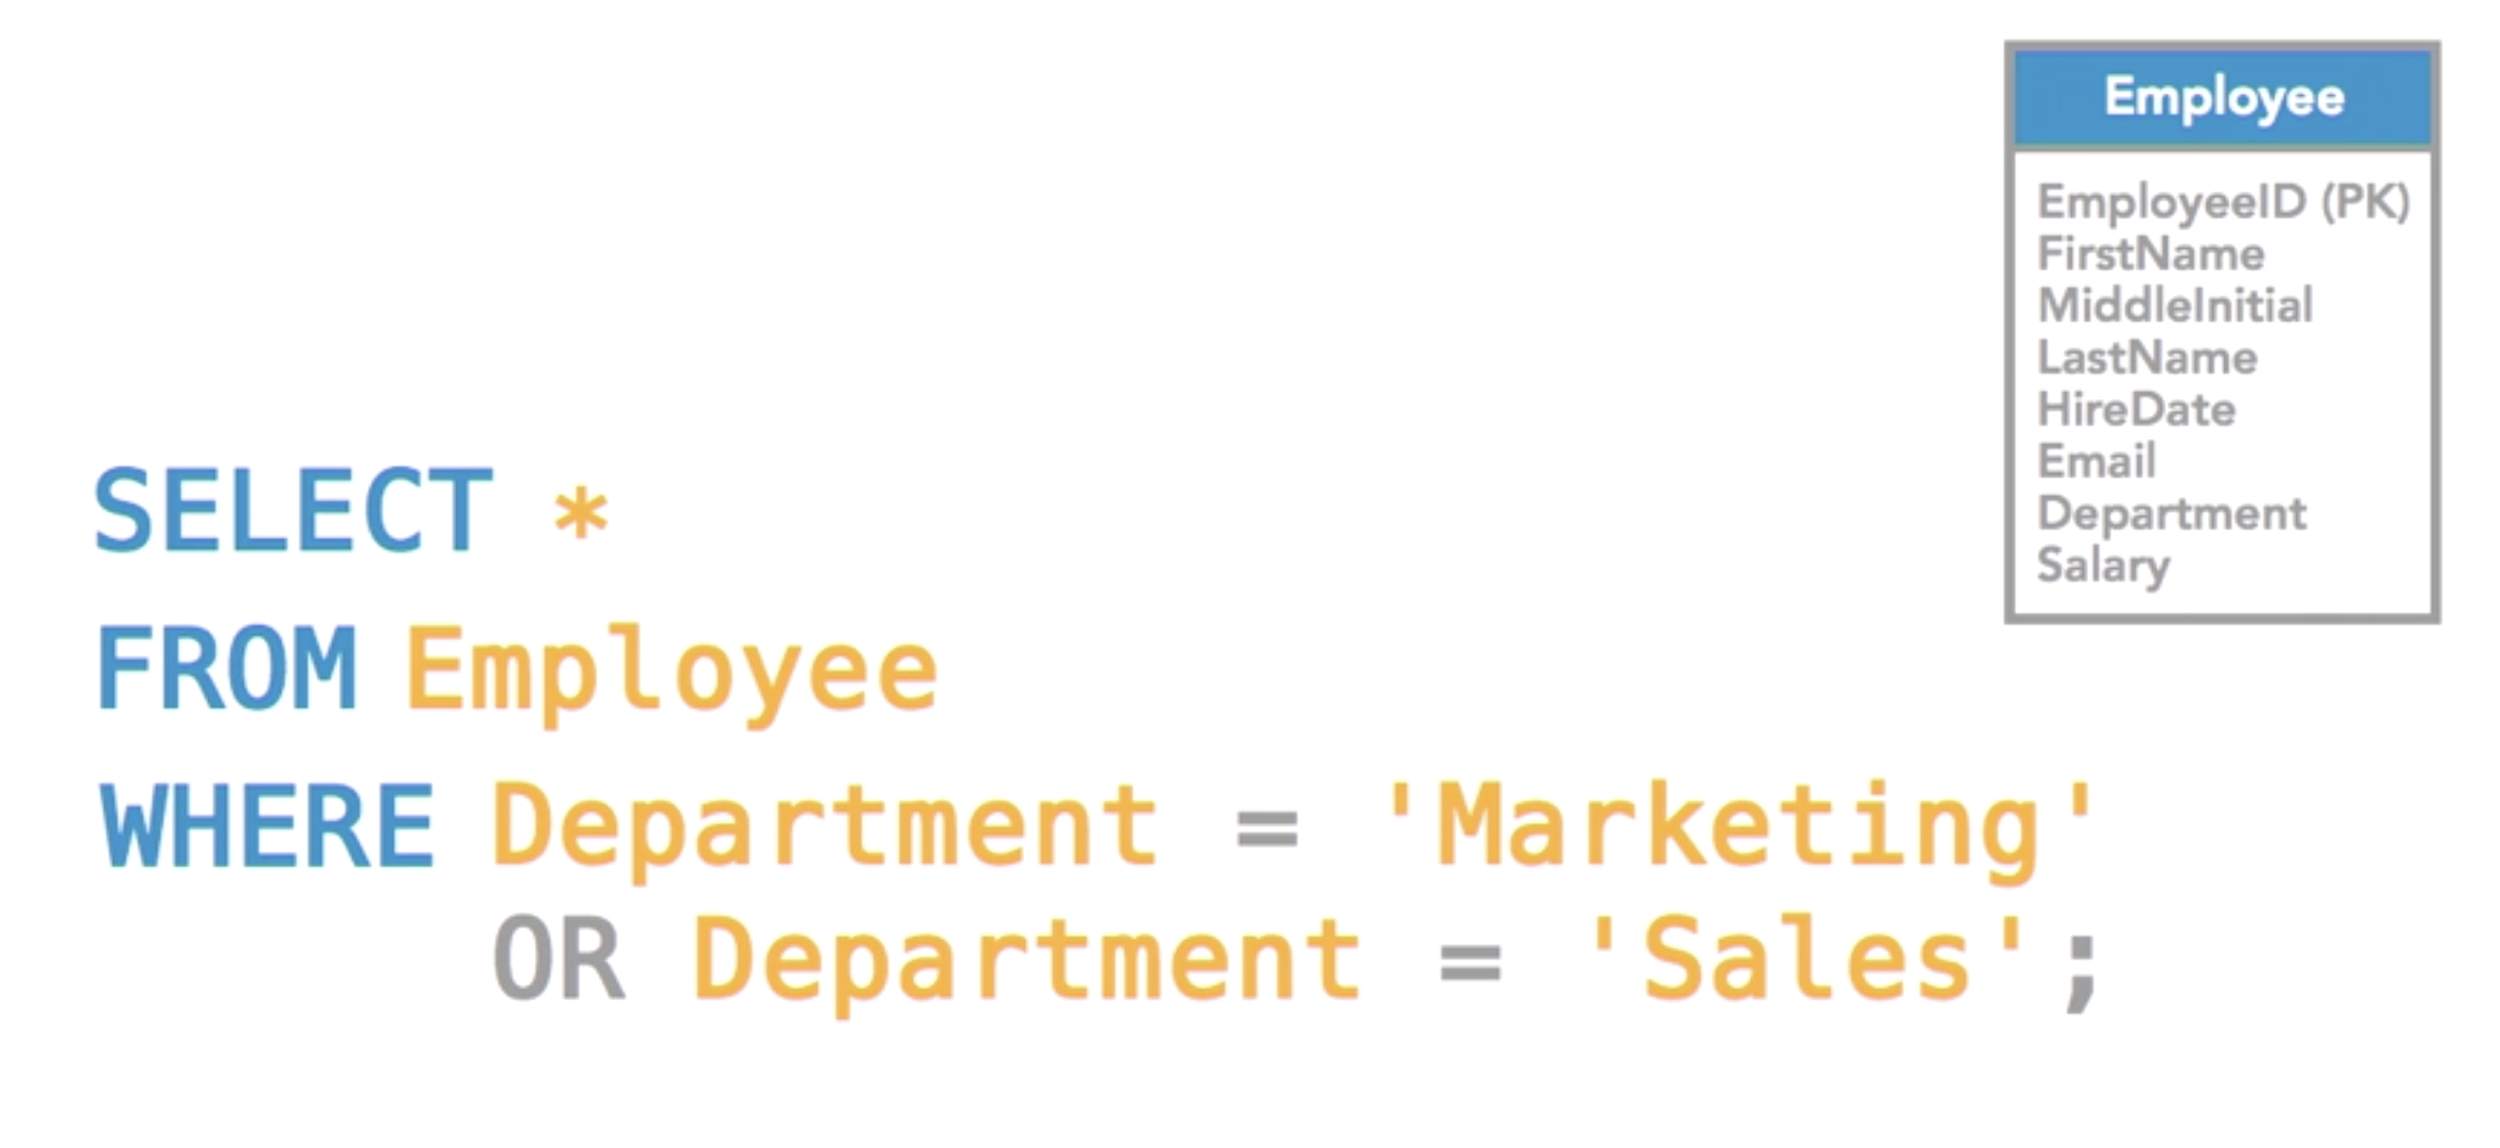 Employee
EmployeeID (PK)
FirstName
MiddleInitial
LastName
HireDate
Email
Department
Salary
SELECT *
FROM Employee
WHERE Department = 'Marketing'
OR Department = 'Sales';